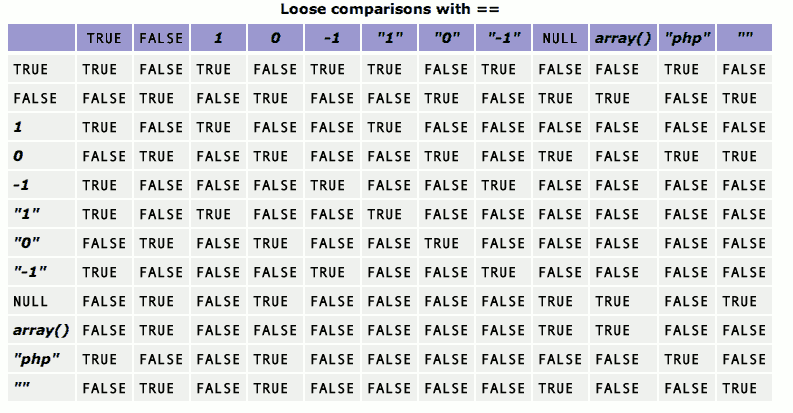 Loose comparisons with ==
TRUE FALSE 1 0 -1 "1" "0" "-1" NULL array() "php" ""
TRUE TRUE FALSE TRUE FALSE TRUE TRUE FALSE TRUE FALSE FALSE TRUE FALSE
FALSE FALSE TRUE FALSE TRUE FALSE FALSE TRUE FALSE TRUE TRUE FALSE TRUE
1 TRUE FALSE TRUE FALSE FALSE TRUE FALSE FALSE FALSE FALSE FALSE FALSE
0 FALSE TRUE FALSE TRUE FALSE FALSE TRUE FALSE TRUE FALSE TRUE TRUE
-1 TRUE FALSE FALSE FALSE TRUE FALSE FALSE TRUE FALSE FALSE FALSE FALSE
"1" TRUE FALSE TRUE FALSE FALSE TRUE FALSE FALSE FALSE FALSE FALSE FALSE
"0" FALSE TRUE FALSE TRUE FALSE FALSE TRUE FALSE FALSE FALSE FALSE FALSE
"-1" TRUE FALSE FALSE FALSE TRUE FALSE FALSE TRUE FALSE FALSE FALSE FALSE
NULL FALSE TRUE FALSE TRUE FALSE FALSE FALSE FALSE TRUE TRUE FALSE TRUE
array() FALSE TRUE FALSE FALSE FALSE FALSE FALSE FALSE TRUE TRUE FALSE FALSE
"php" TRUE FALSE FALSE TRUE FALSE FALSE FALSE FALSE FALSE FALSE TRUE FALSE
"" FALSE TRUE FALSE TRUE FALSE FALSE FALSE FALSE TRUE FALSE FALSE TRUE